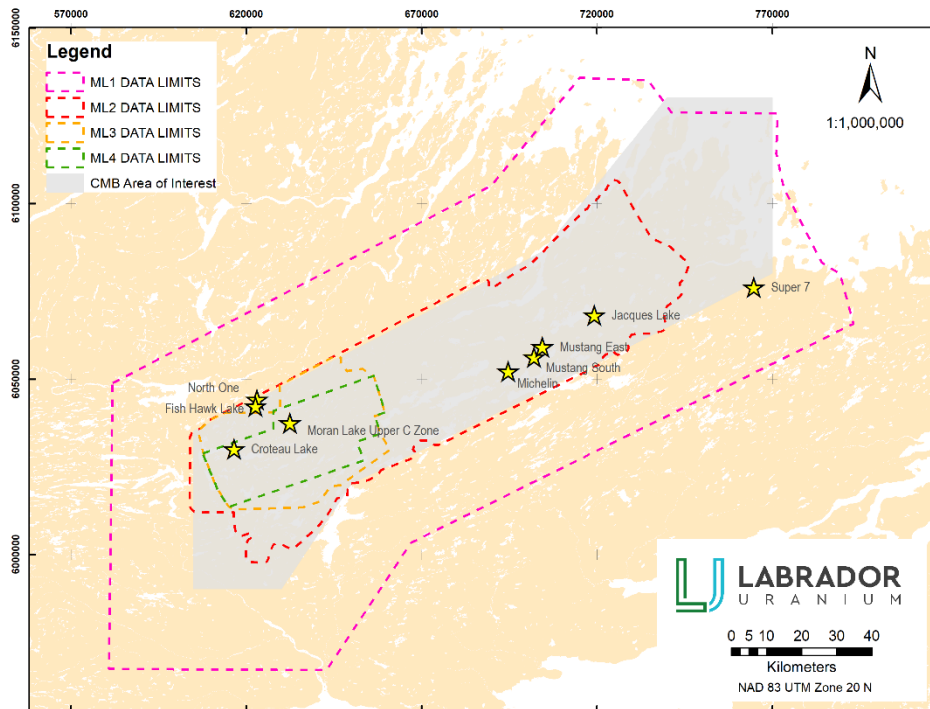 570000 620000 670000 720000 770000
6150000
Legend
ML1 DATA LIMITS
ML2 DATA LIMITS
ML3 DATA LIMITS
ML4 DATA LIMITS
CMB Area of Interest
N
1:1,000,000
6100000
Super 7
Jacques Lake
Mustang East
Mustang South
Michelin
6050000
North One
Fish Hawk Lake
Moran Lake Upper C Zone
Croteau Lake
6000000
LABRADOR
URANIUM
0 5 10 20 30 40
Kilometers
NAD 83 UTM Zone 20 N